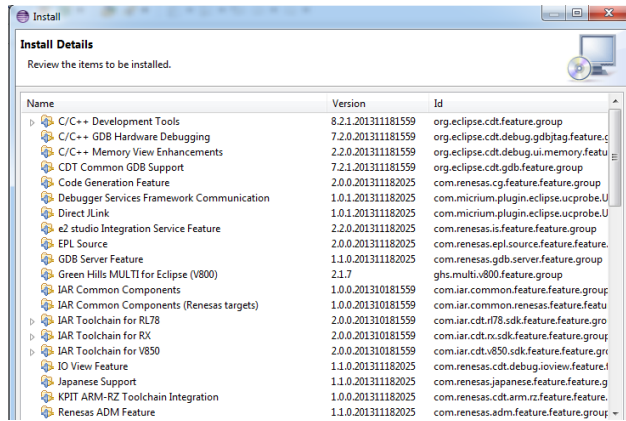 Install
Install Details
Review the items to be installed.
Name Version Id
C/C++ Development Tools 8.2.1.201311181559 org.eclipse.cdt.feature.group
C/C++ GDB Hardware Debugging 7.2.0.201311181559 org.eclipse.cdt.debug.gdbjtag.feature.g
C/C++ Memory View Enhancements 2.2.0.201311181559 org.eclipse.cdt.debug.ui.memory.featu
CDT Common GDB Support 7.2.1.201311181559 org.eclipse.cdt.gdb.feature.group
Code Generation Feature 2.0.0.201311182025 com.renesas.cg.feature.feature.group
Debugger Services Framework Communication 1.0.1.201311182025 com.micrium.plugin.eclipse.ucprobe.U
Direct JLink 1.0.1.201311182025 com.micrium.plugin.eclipse.ucprobe.U
e2 studio Integration Service Feature 2.2.0.201311182025 com.renesas.is.feature.feature.group
EPL Source 2.0.0.201311182025 com.renesas.epl.source.feature.feature.
GDB Server Feature 1.1.0.201311182025 com.renesas.gdb.server.feature.group
Green Hills MULTI for Eclipse (V800) 2.1.7 ghs.multi.v800.feature.group
IAR Common Components 1.0.0.201310181559 com.iar.common.feature.feature.group
IAR Common Components (Renesas targets) 1.0.0.201310181559 com.iar.common.renesas.feature.featu
IAR Toolchain for RL78 2.0.0.201310181559 com.iar.cdt.rl78.sdk.feature.feature.gro
IAR Toolchain for RX 2.0.0.201310181559 com.iar.cdt.rx.sdk.feature.feature.group
IAR Toolchain for V850 2.0.0.201310181559 com.iar.cdt.v850.sdk.feature.feature.gro
IO View Feature 1.1.0.201311182025 com.renesas.cdt.debug.ioview.feature.f
Japanese Support 1.1.0.201311182025 com.renesas.japanese.feature.feature.g
KPIT ARM-RZ Toolchain Integration 1.0.0.201311182025 com.renesas.cdt.arm.rz.feature.feature.
Renesas ADM Feature 1.1.0.201311182025 com.renesas.adm.feature.feature.group